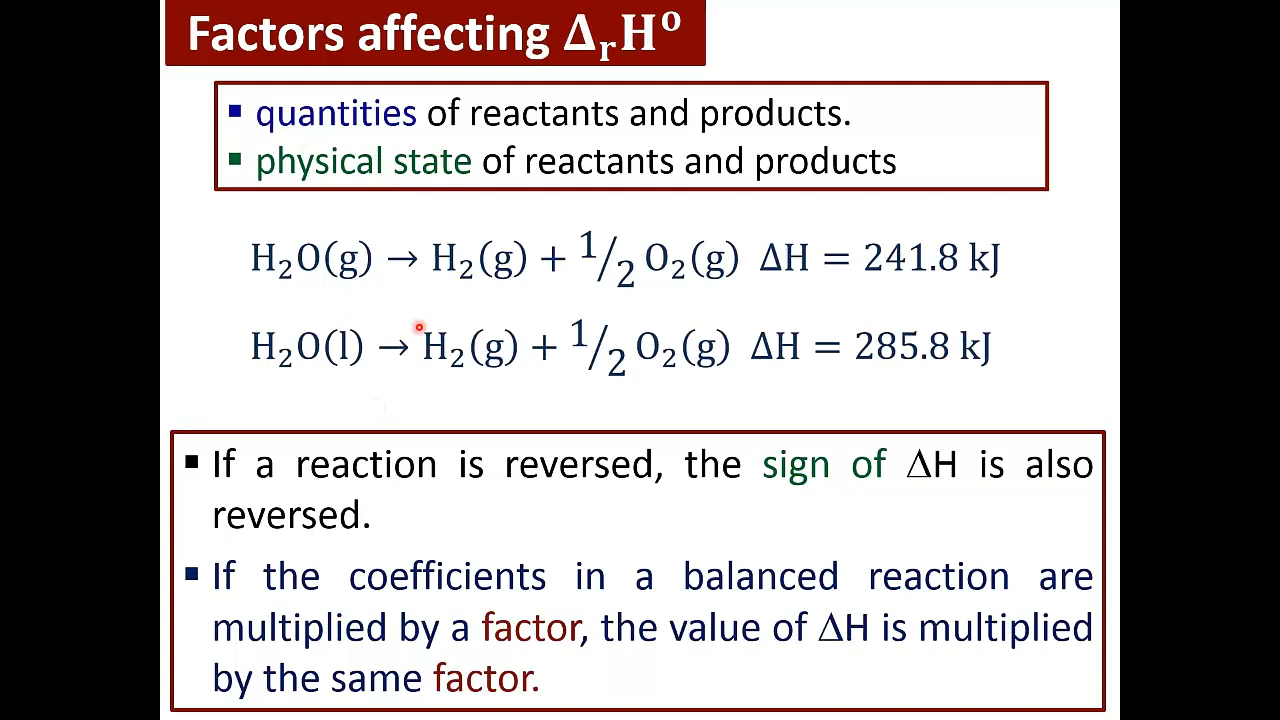 Factors affecting ΔᵣHᵒ
▪ quantities of reactants and products.
▪ physical state of reactants and products
H₂O(g) → H₂(g) + 1/2 O₂(g) ΔH = 241.8 kJ
H₂O(l) → H₂(g) + 1/2 O₂(g) ΔH = 285.8 kJ
▪ If a reaction is reversed, the sign of ΔH is also
reversed.
▪ If the coefficients in a balanced reaction are
multiplied by a factor, the value of ΔH is multiplied
by the same factor.